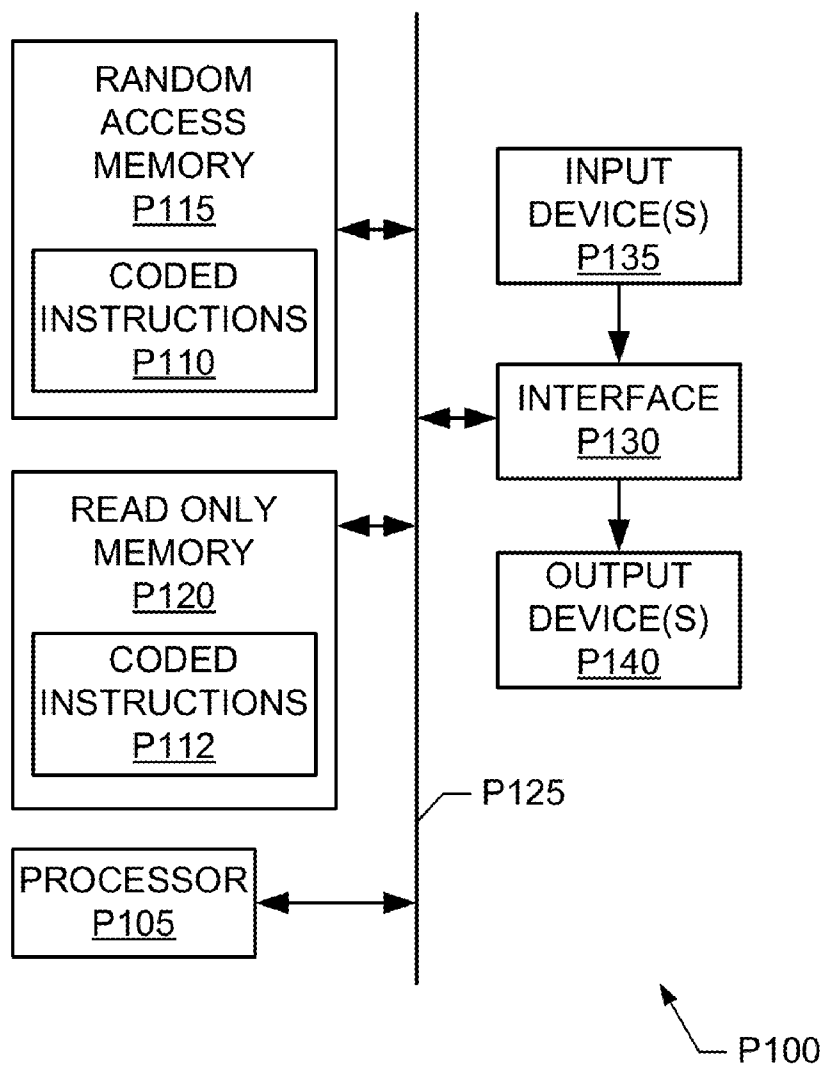 RANDOM
ACCESS
MEMORY
P115
CODED
INSTRUCTIONS
P110
READ ONLY
MEMORY
P120
CODED
INSTRUCTIONS
P112
PROCESSOR
P105
INPUT
DEVICE(S)
P135
INTERFACE
P130
OUTPUT
DEVICE(S)
P140
P125
P100